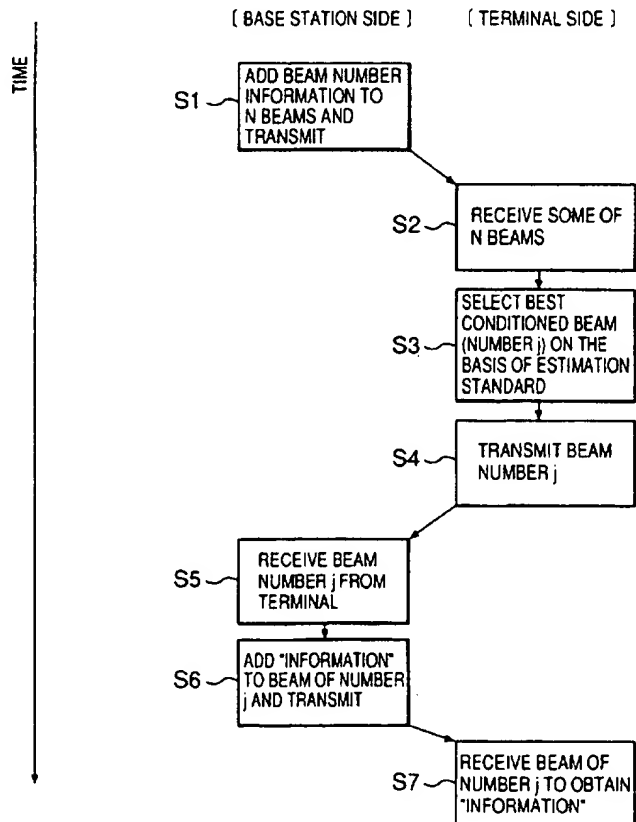 [ BASE STATION SIDE ]
[ TERMINAL SIDE ]
TIME
S1
ADD BEAM NUMBER
INFORMATION TO
N BEAMS AND
TRANSMIT
S2
RECEIVE SOME OF
N BEAMS
S3
SELECT BEST
CONDITIONED BEAM
(NUMBER j) ON THE
BASIS OF ESTIMATION
STANDARD
S4
TRANSMIT BEAM
NUMBER j
S5
RECEIVE BEAM
NUMBER j FROM
TERMINAL
S6
ADD "INFORMATION"
TO BEAM OF NUMBER
j AND TRANSMIT
S7
RECEIVE BEAM OF
NUMBER j TO OBTAIN
"INFORMATION"